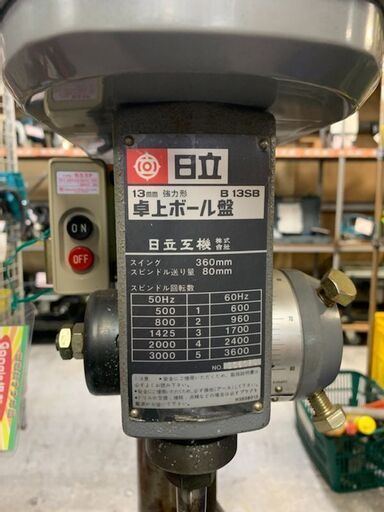 日立
13mm 強力形 B 13SB
卓上ボール盤
日立工機 株式会社
スイング 360mm
スピンドル送り量 80mm
スピンドル回転数
50Hz 60Hz
500 1 600
800 2 960
1425 3 1700
2000 4 2400
3000 5 3600
NO.
ON
OFF